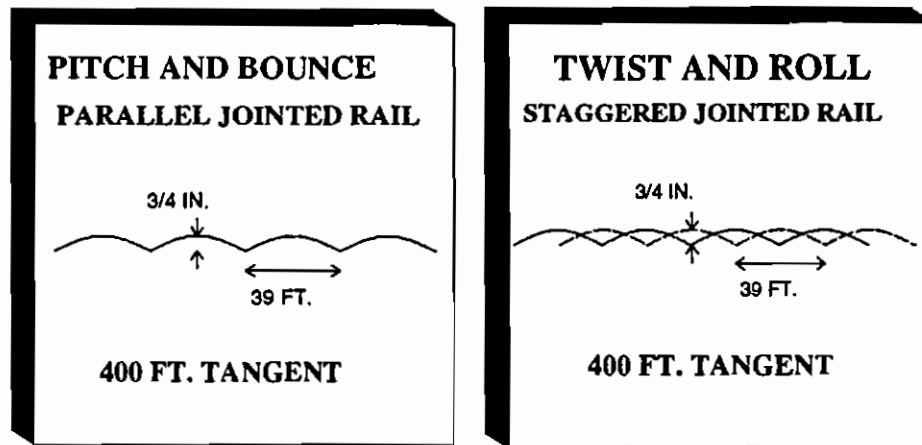 PITCH AND BOUNCE
PARALLEL JOINTED RAIL
3/4 IN.
39 FT.
400 FT. TANGENT
TWIST AND ROLL
STAGGERED JOINTED RAIL
3/4 IN.
39 FT.
400 FT. TANGENT